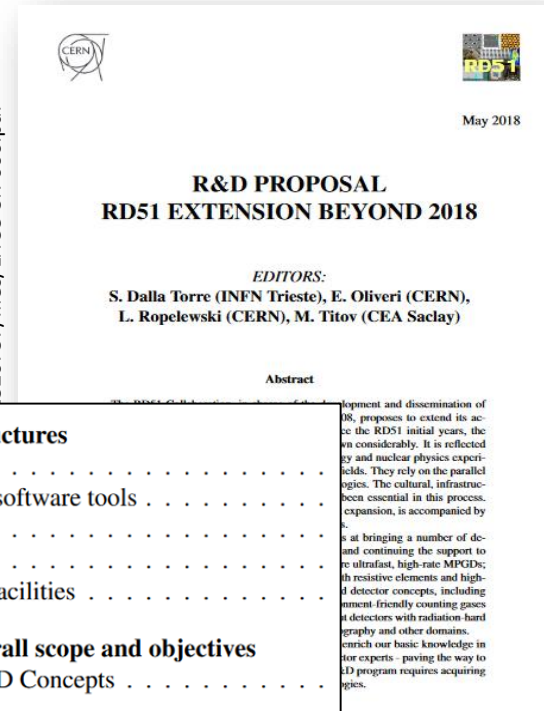 CERN
RD51
May 2018
R&D PROPOSAL
RD51 EXTENSION BEYOND 2018
EDITORS:
S. Dalla Torre (INFN Trieste), E. Oliveri (CERN),
L. Ropelewski (CERN), M. Titov (CEA Saclay)
Abstract
lopment and dissemination of
08, proposes to extend its ac-
ce the RD51 initial years, the
wn considerably. It is reflected
gy and nuclear physics experi-
ields. They rely on the parallel
ogies. The cultural, infrastruc-
been essential in this process.
expansion, is accompanied by
s.
s at bringing a number of de-
and continuing the support to
re ultrafast, high-rate MPGDs;
th resistive elements and high-
d detector concepts, including
onment-friendly counting gases
t detectors with radiation-hard
graphy and other domains.
enrich our basic knowledge in
ctor experts - paving the way to
&D program requires acquiring
gies.
ctures
. . . . . . . . . . . . . . . . .
software tools . . . . . . . . . .
. . . . . . . . . . . . . . . . .
. . . . . . . . . . . . . . . . .
acilities . . . . . . . . . . . . .
rall scope and objectives
D Concepts . . . . . . . . . . .